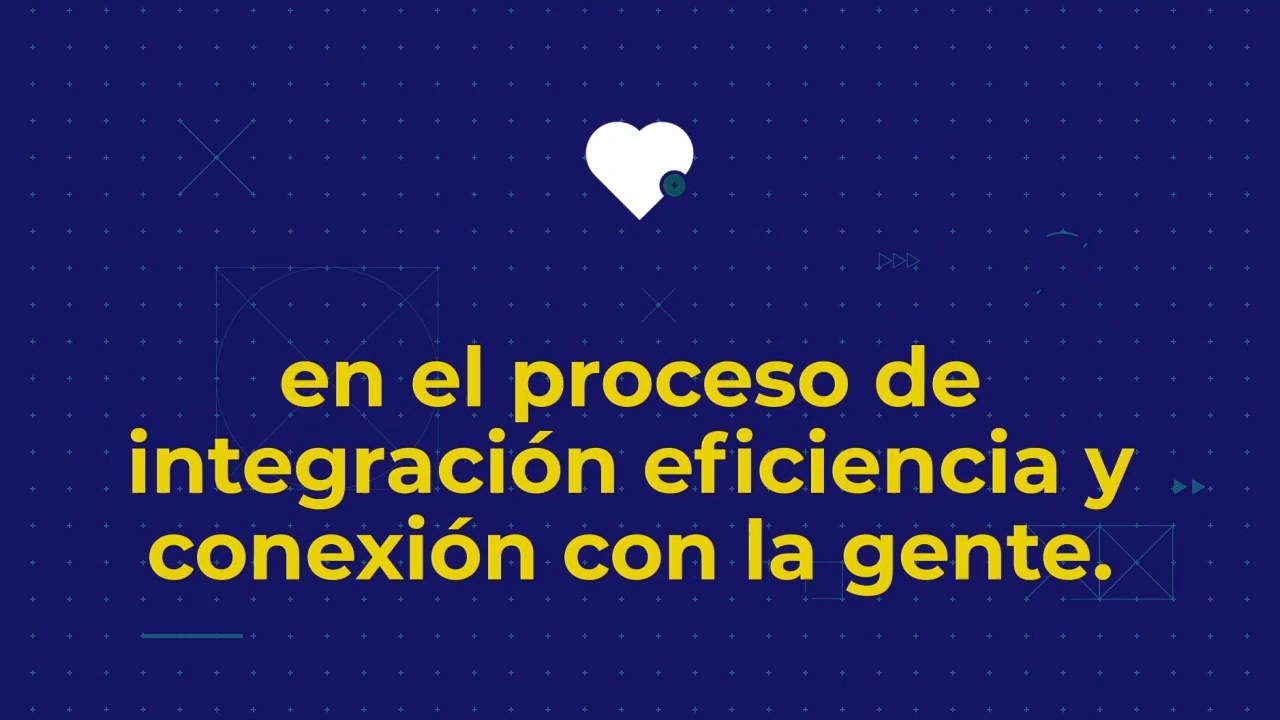 en el proceso de
integración eficiencia y
conexión con la gente.